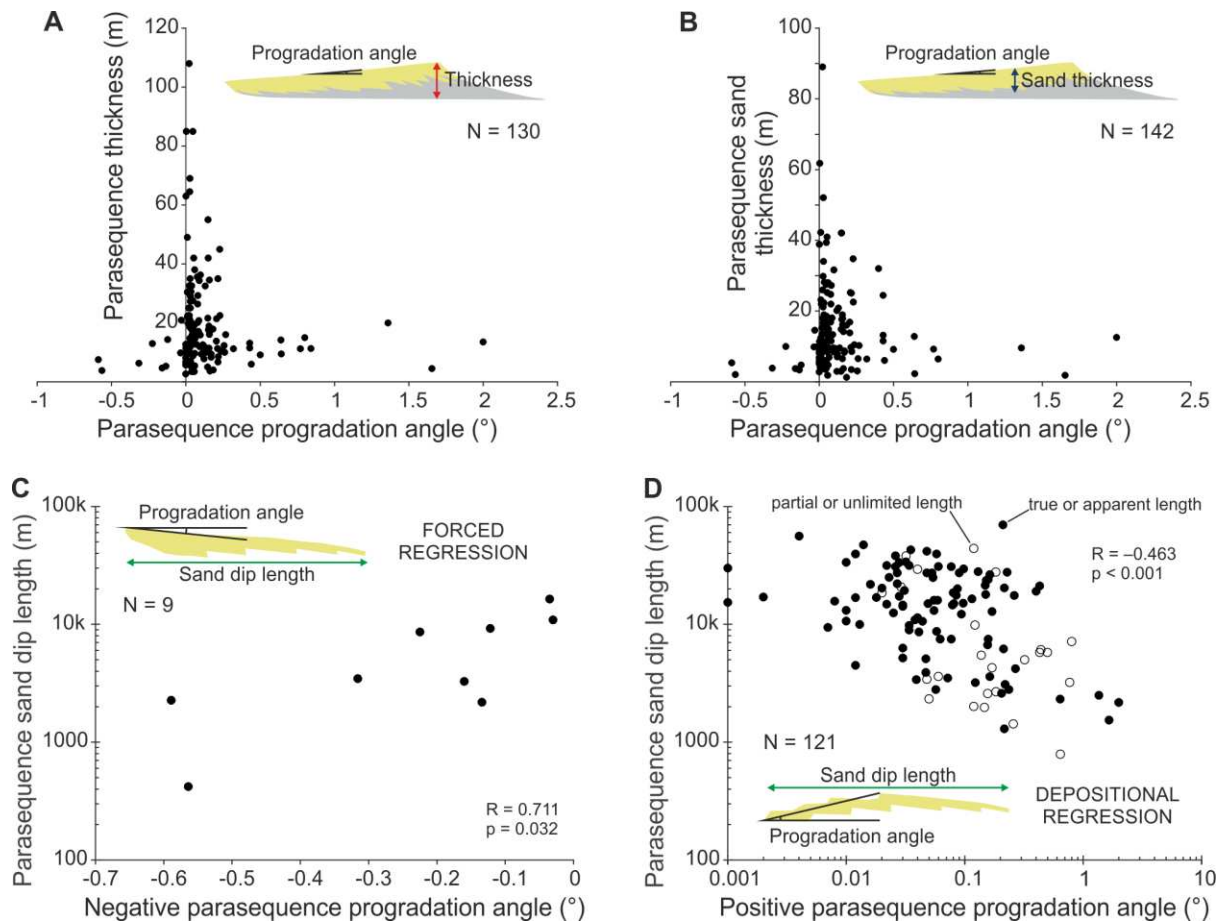 A
Parasequence thickness (m)
120
100
80
60
40
20
Progradation angle
Thickness
N = 130
-1
-0.5
0
0.5
1
1.5
2
2.5
Parasequence progradation angle (°)
B
Parasequence sand
thickness (m)
100
80
60
40
20
Progradation angle
Sand thickness
N = 142
-1
-0.5
0
0.5
1
1.5
2
2.5
Parasequence progradation angle (°)
C
Parasequence sand dip length (m)
100k
10k
1000
100
Progradation angle
FORCED
REGRESSION
Sand dip length
N = 9
R = 0.711
p = 0.032
-0.7
-0.6
-0.5
-0.4
-0.3
-0.2
-0.1
0
Negative parasequence progradation angle (°)
D
Parasequence sand dip length (m)
100k
10k
1000
100
partial or unlimited length
true or apparent length
R = –0.463
p < 0.001
N = 121
Sand dip length
DEPOSITIONAL
REGRESSION
Progradation angle
0.001
0.01
0.1
1
10
Positive parasequence progradation angle (°)